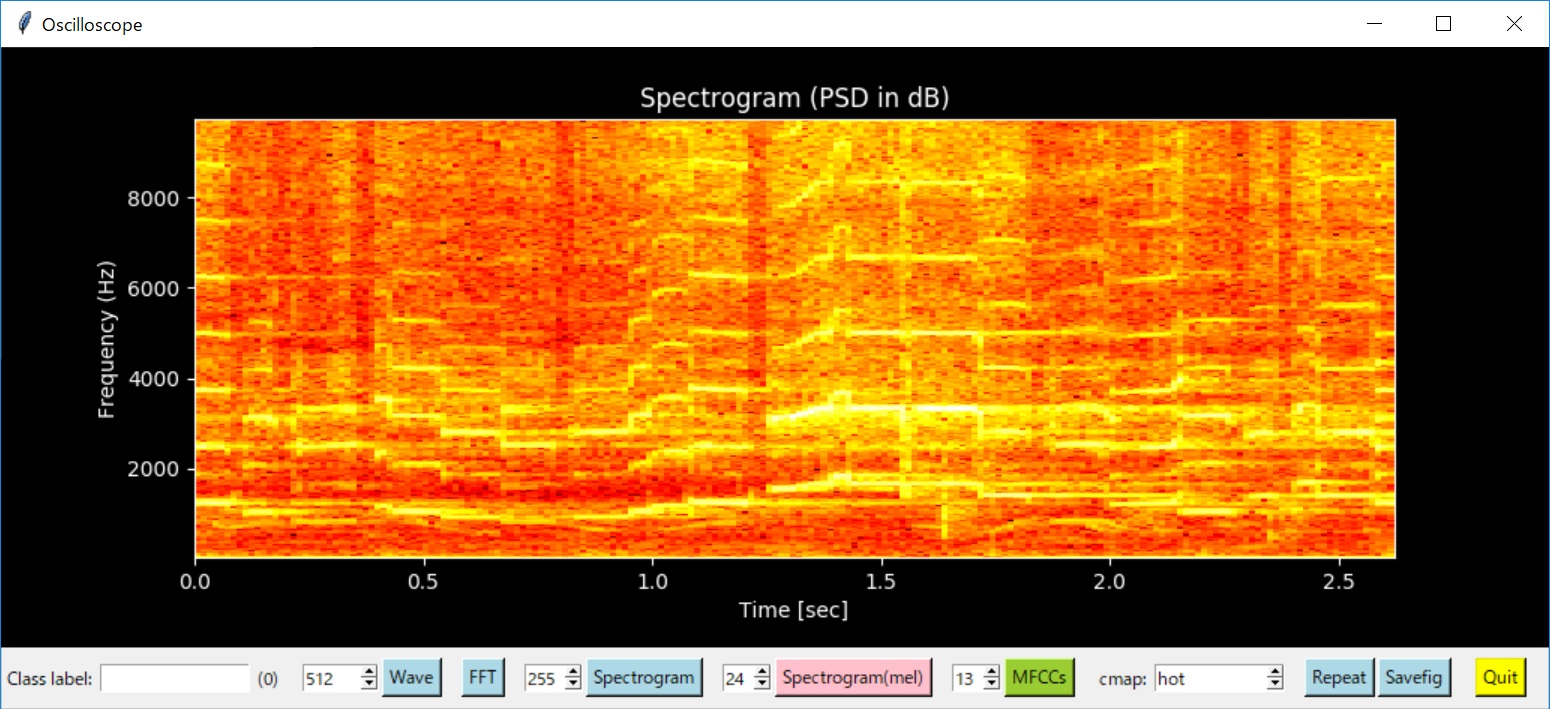 Oscilloscope
Spectrogram (PSD in dB)
8000
6000
4000
2000
Frequency (Hz)
0.0 0.5 1.0 1.5 2.0 2.5
Time [sec]
Class label: (0) 512 Wave FFT 255 Spectrogram 24 Spectrogram(mel) 13 MFCCs cmap: hot Repeat Savefig Quit